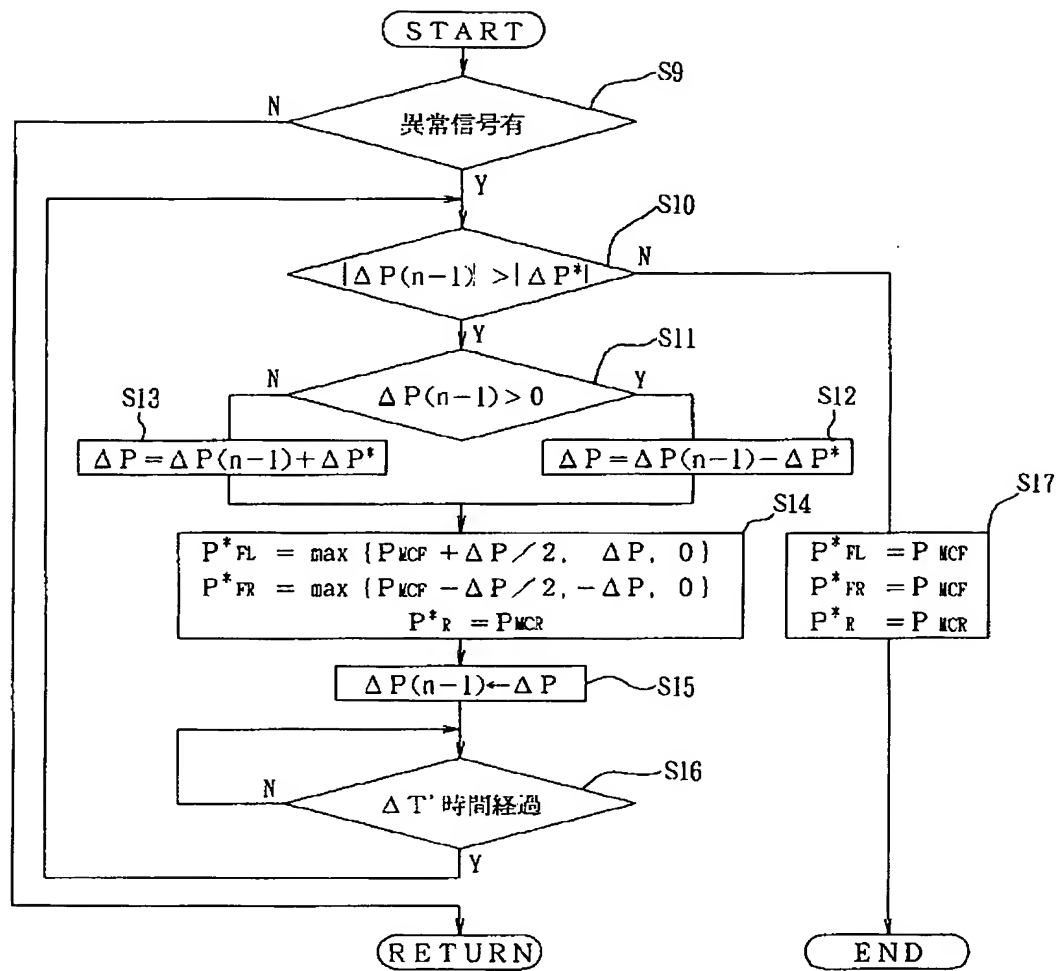 START
S9
N
異常信号有
Y
S10
|ΔP(n-1)| >|ΔP*|
N
Y
S11
N
ΔP(n-1)>0
Y
S13
S12
ΔP=ΔP(n-1)+ΔP*
ΔP=ΔP(n-1)-ΔP*
S14
S17
P*FL = max {PMCF+ΔP/2, ΔP, 0}
P*FR = max {PMCF-ΔP/2, -ΔP, 0}
P*R = PMCR
P*FL = PMCF
P*FR = PMCF
P*R = PMCR
ΔP(n-1)←ΔP
S15
S16
N
ΔT'時間経過
Y
RETURN
END